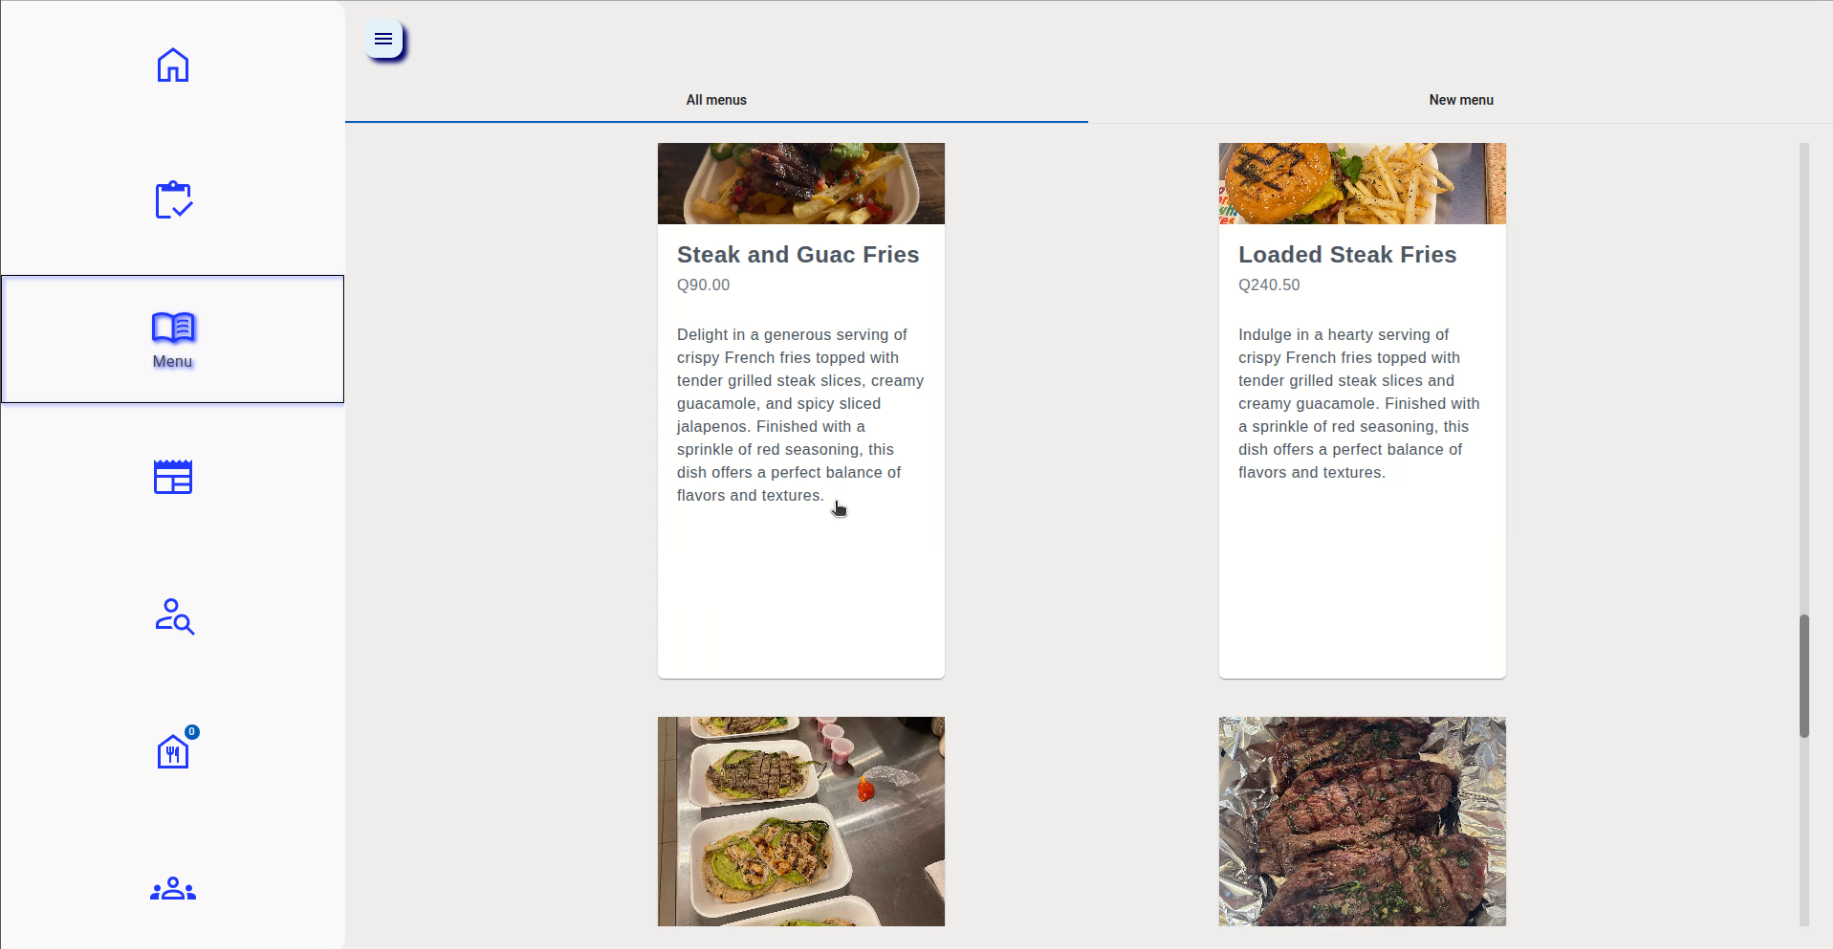 All menus
New menu
Menu
0
Steak and Guac Fries
Q90.00
Delight in a generous serving of
crispy French fries topped with
tender grilled steak slices, creamy
guacamole, and spicy sliced
jalapenos. Finished with a
sprinkle of red seasoning, this
dish offers a perfect balance of
flavors and textures.
Loaded Steak Fries
Q240.50
Indulge in a hearty serving of
crispy French fries topped with
tender grilled steak slices and
creamy guacamole. Finished with
a sprinkle of red seasoning, this
dish offers a perfect balance of
flavors and textures.